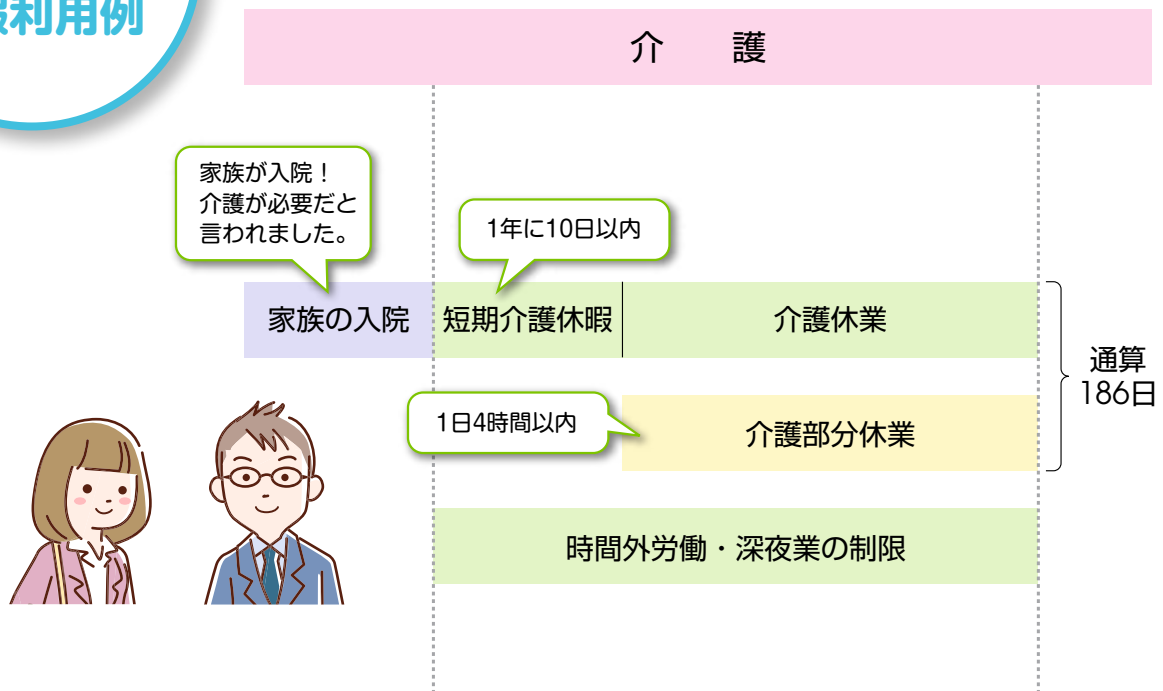 利用例
介　護
家族が入院！
介護が必要だと
言われました。
1年に10日以内
家族の入院
短期介護休暇
介護休業
通算
186日
1日4時間以内
介護部分休業
時間外労働・深夜業の制限